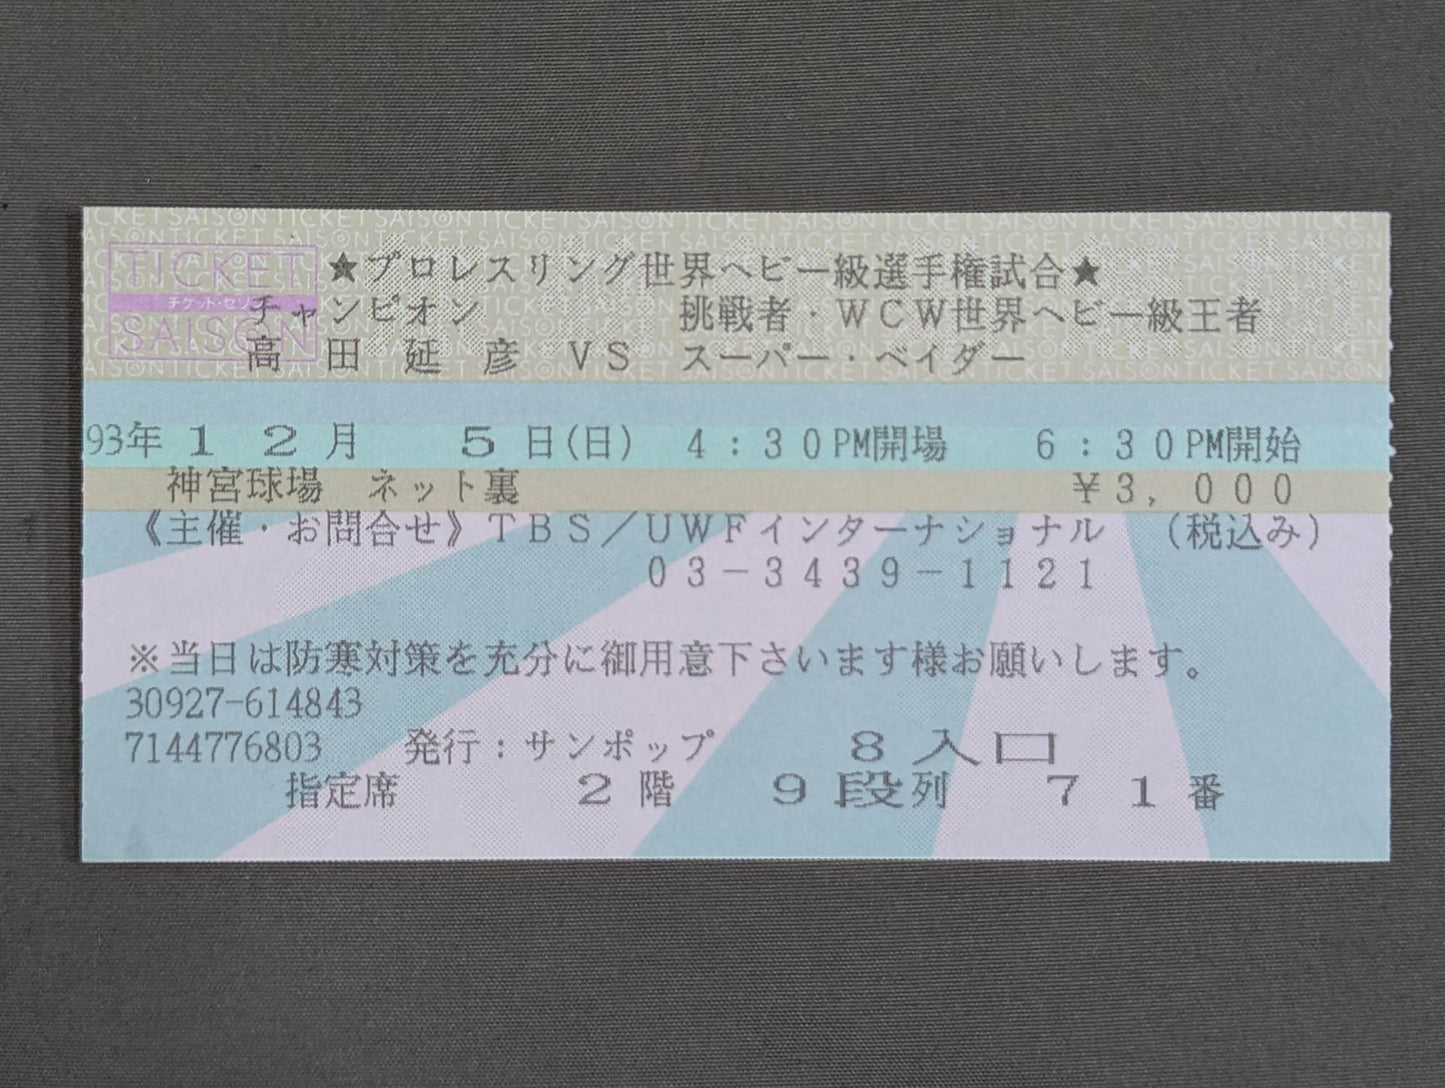 TICKET
チケット・セゾン
SAISON
★プロレスリング世界ヘビー級選手権試合★
チャンピオン 挑戦者・WCW世界ヘビー級王者
高田延彦 VS スーパー・ベイダー
93年12月 5日(日) 4:30PM開場 6:30PM開始
神宮球場 ネット裏 ¥3,000
《主催・お問合せ》TBS/UWFインターナショナル (税込み)
03-3439-1121
※当日は防寒対策を充分に御用意下さいます様お願いします。
30927-614843
7144776803 発行:サンポップ 8入口
指定席 2階 9段列 71番